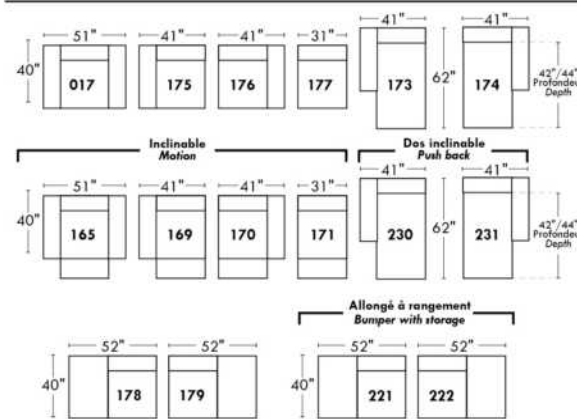 51" 41" 41" 31" 41" 41"
40" 017 175 176 177 173 62" 174 42"/44"
Profondeur
Depth
Inclinable
Motion
Dos inclinable
Push back
51" 41" 41" 31" 41" 41"
40" 165 169 170 171 230 62" 231 42"/44"
Profondeur
Depth
Allongé à rangement
Bumper with storage
52" 52" 52" 52"
40" 178 179 40" 221 222